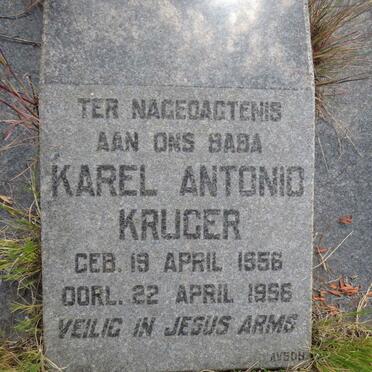 TER NAGEDAGTENIS
AAN ONS BABA
KAREL ANTONIO
KRUGER
GEB. 19 APRIL 1956
OORL. 22 APRIL 1956
VEILIG IN JESUS ARMS
AVBOB